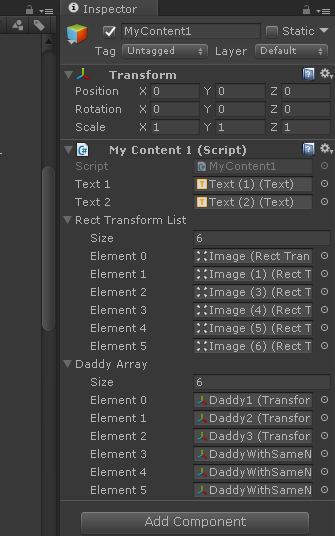 Inspector
MyContent1 Static
Tag Untagged Layer Default
Transform
Position X 0 Y 0 Z 0
Rotation X 0 Y 0 Z 0
Scale X 1 Y 1 Z 1
My Content 1 (Script)
Script MyContent1
Text 1 Text (1) (Text)
Text 2 Text (2) (Text)
Rect Transform List
Size 6
Element 0 Image (Rect Tran
Element 1 Image (1) (Rect T
Element 2 Image (3) (Rect T
Element 3 Image (4) (Rect T
Element 4 Image (5) (Rect T
Element 5 Image (6) (Rect T
Daddy Array
Size 6
Element 0 Daddy1 (Transfor
Element 1 Daddy2 (Transfor
Element 2 Daddy3 (Transfor
Element 3 DaddyWithSameN
Element 4 DaddyWithSameN
Element 5 DaddyWithSameN
Add Component